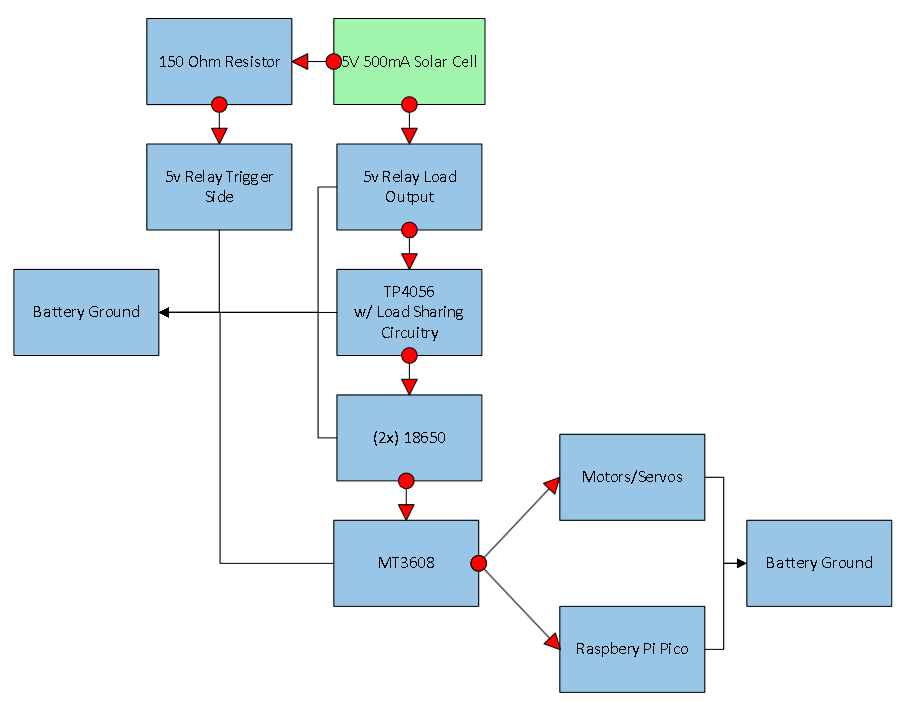 150 Ohm Resistor
5V 500mA Solar Cell
5v Relay Trigger
Side
5v Relay Load
Output
Battery Ground
TP4056
w/ Load Sharing
Circuitry
(2x) 18650
Motors/Servos
MT3608
Battery Ground
Raspbery Pi Pico